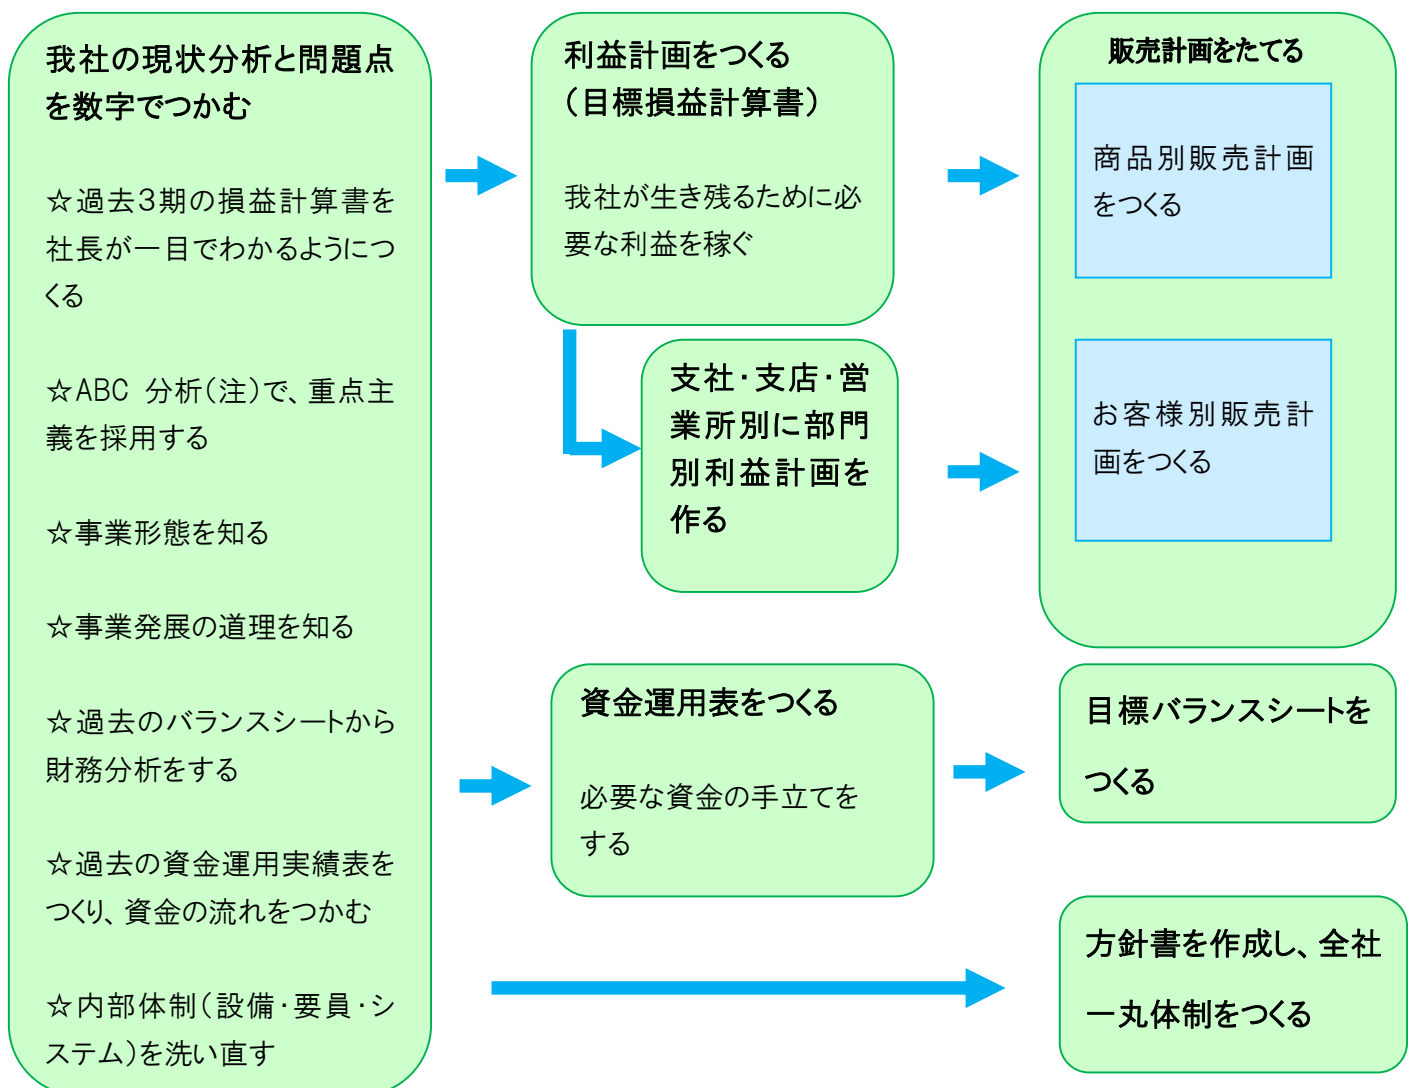 我社の現状分析と問題点
を数字でつかむ
☆過去3期の損益計算書を
社長が一目でわかるようにつ
くる
☆ABC 分析(注)で、重点主
義を採用する
☆事業形態を知る
☆事業発展の道理を知る
☆過去のバランスシートから
財務分析をする
☆過去の資金運用実績表を
つくり、資金の流れをつかむ
☆内部体制(設備・要員・シ
ステム)を洗い直す
利益計画をつくる
(目標損益計算書)
我社が生き残るために必
要な利益を稼ぐ
支社・支店・営
業所別に部門
別利益計画を
作る
販売計画をたてる
商品別販売計画
をつくる
お客様別販売計
画をつくる
資金運用表をつくる
必要な資金の手立てを
する
目標バランスシートを
つくる
方針書を作成し、全社
一丸体制をつくる